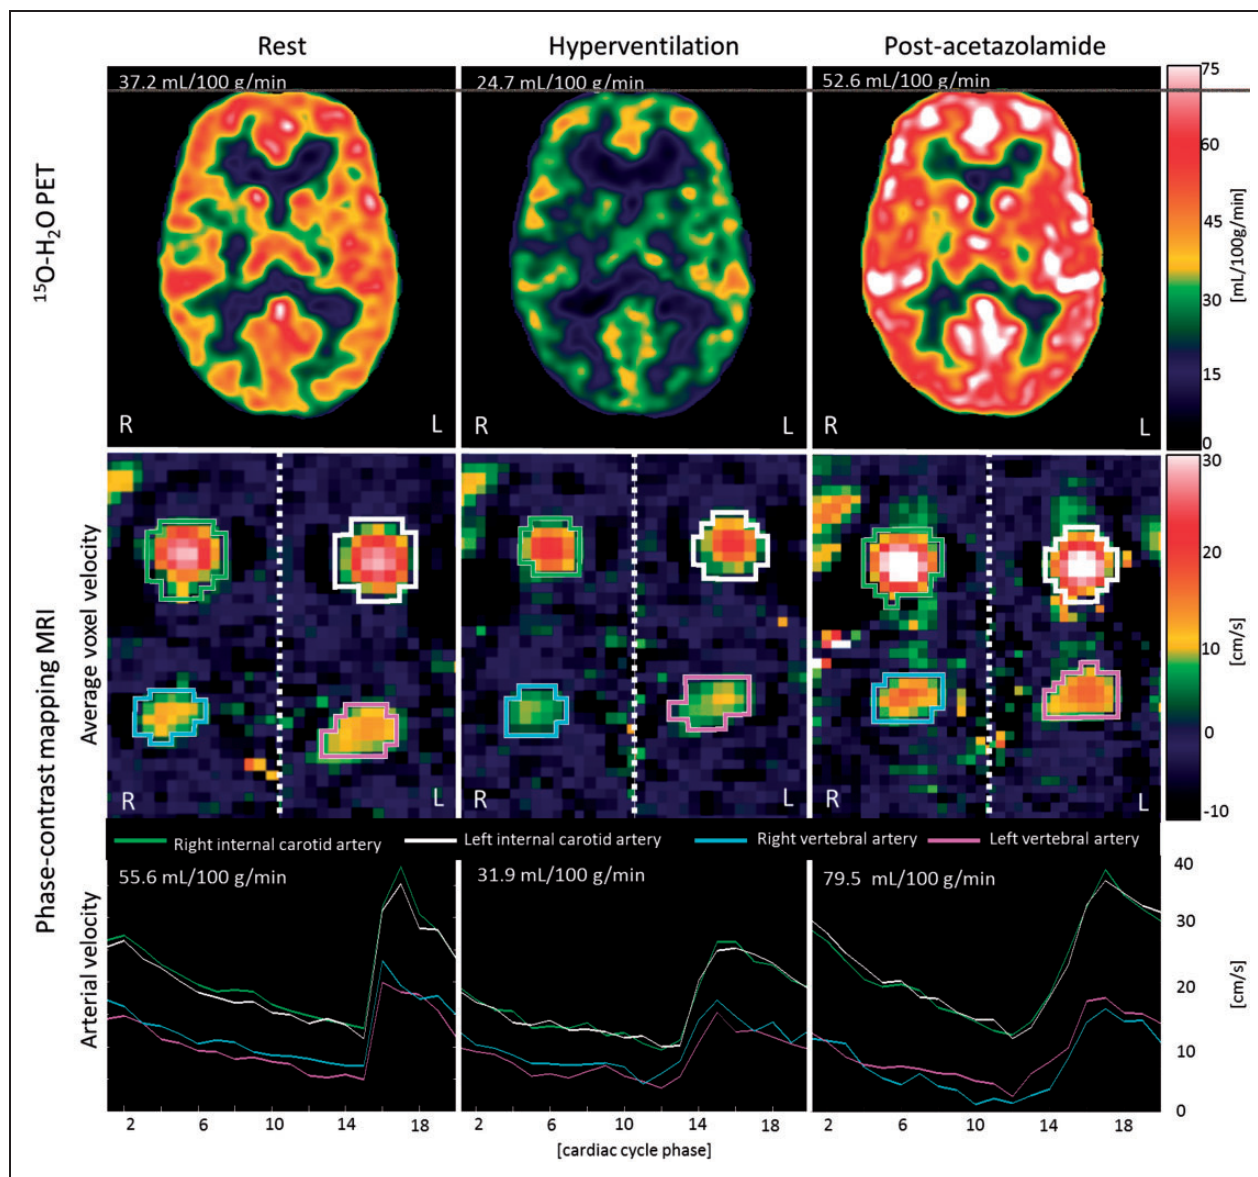 Rest Hyperventilation Post-acetazolamide
37.2 mL/100 g/min 24.7 mL/100 g/min 52.6 mL/100 g/min
¹⁵O-H₂O PET
R L R L R L
75
60
45
30
15
0
[mL/100g/min]
Phase-contrast mapping MRI
Average voxel velocity
R L R L R L
30
20
10
0
-10
[cm/s]
Right internal carotid artery Left internal carotid artery Right vertebral artery Left vertebral artery
Arterial velocity
55.6 mL/100 g/min 31.9 mL/100 g/min 79.5 mL/100 g/min
40
30
20
10
0
[cm/s]
2 6 10 14 18 2 6 10 14 18 2 6 10 14 18
[cardiac cycle phase]